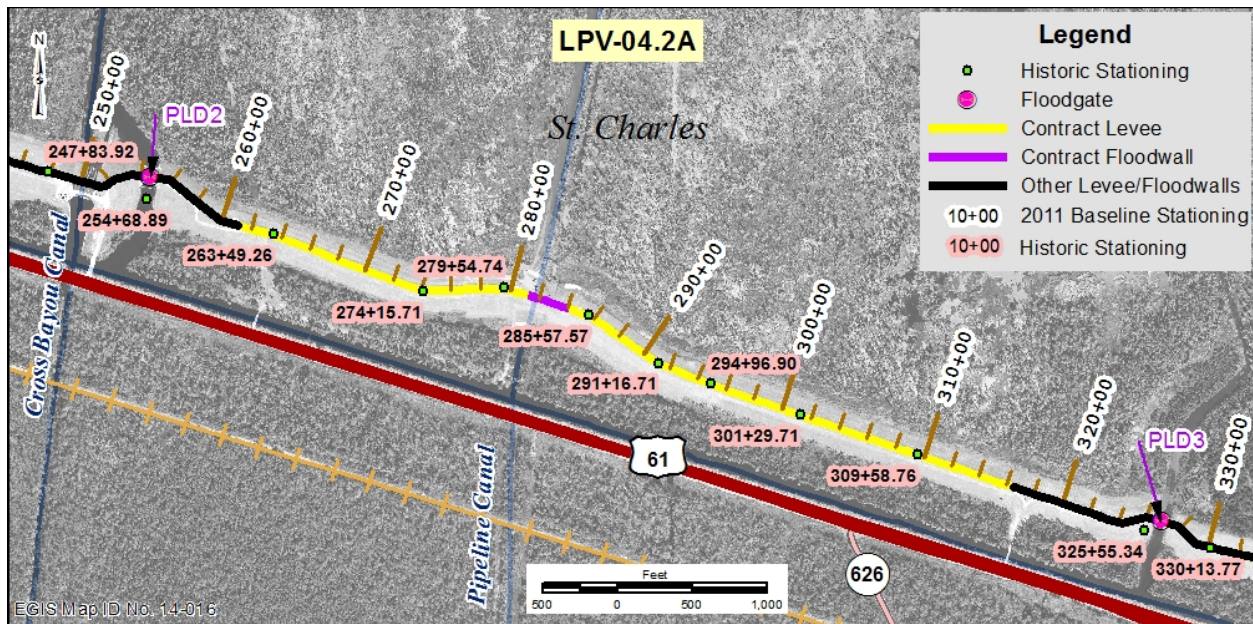 LPV-04.2A
Legend
Historic Stationing
Floodgate
Contract Levee
Contract Floodwall
Other Levee/Floodwalls
10+00 2011 Baseline Stationing
10+00 Historic Stationing
N
S
St. Charles
250+00
PLD2
260+00
270+00
280+00
290+00
300+00
310+00
320+00
PLD3
330+00
247+83.92
254+68.89
263+49.26
274+15.71
279+54.74
285+57.57
291+16.71
294+96.90
301+29.71
309+58.76
325+55.34
330+13.77
Cross Bayou Canal
Pipeline Canal
61
626
Feet
500 0 500 1,000
EGIS Map ID No. 14-016